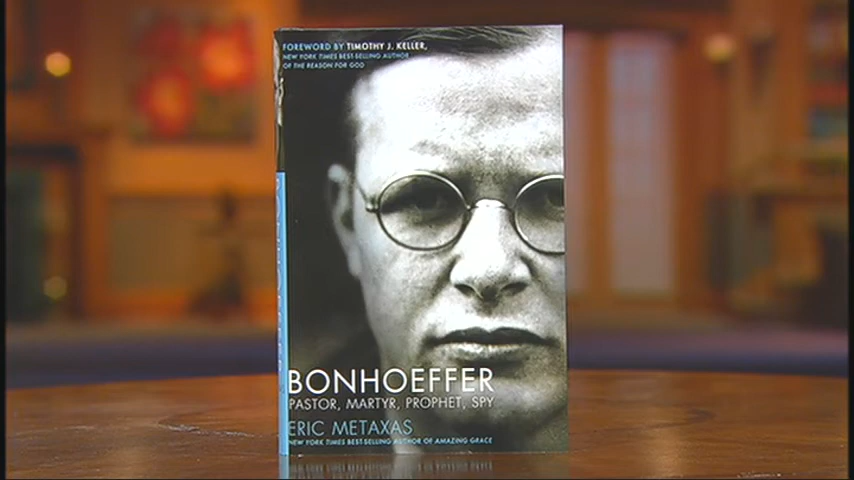 FOREWORD BY TIMOTHY J. KELLER,
NEW YORK TIMES BEST-SELLING AUTHOR
OF THE REASON FOR GOD
BONHOEFFER
PASTOR, MARTYR, PROPHET, SPY
ERIC METAXAS
NEW YORK TIMES BEST-SELLING AUTHOR OF AMAZING GRACE